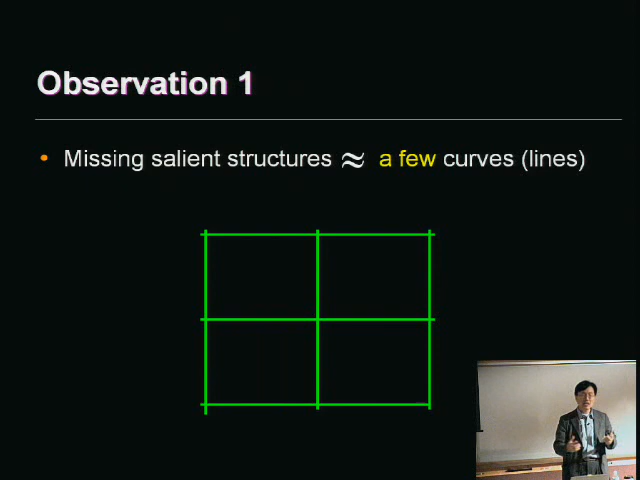 Observation 1
• Missing salient structures ≈ a few curves (lines)